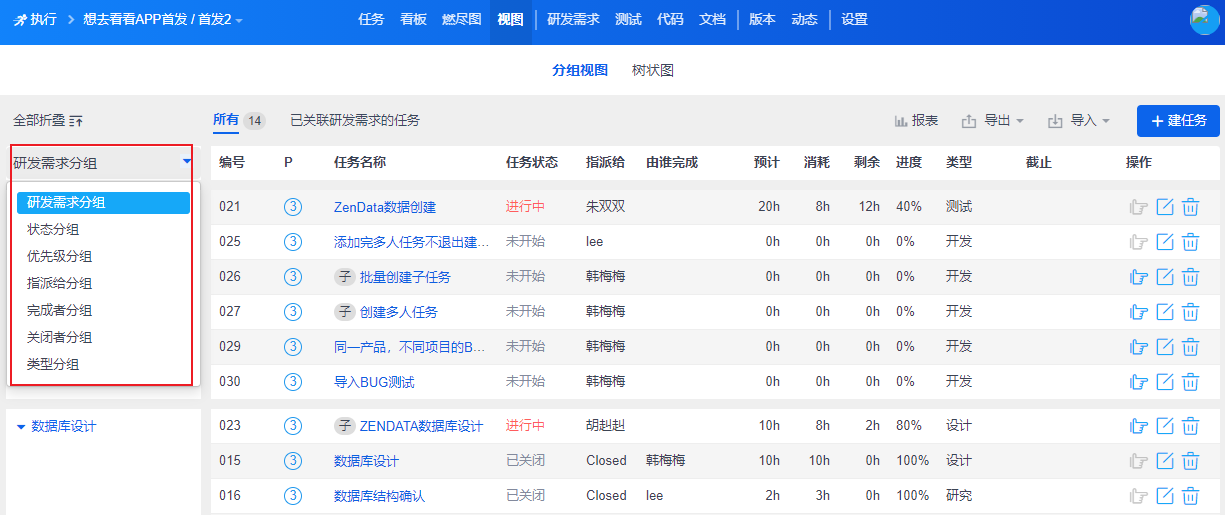 执行 想去看看APP首发 / 首发2 任务 看板 燃尽图 视图 研发需求 测试 代码 文档 版本 动态 设置
分组视图 树状图
全部折叠 所有 14 已关联研发需求的任务 报表 导出 导入 + 建任务
研发需求分组
研发需求分组
状态分组
优先级分组
指派给分组
完成者分组
关闭者分组
类型分组
数据库设计
编号 P 任务名称 任务状态 指派给 由谁完成 预计 消耗 剩余 进度 类型 截止 操作
021 3 ZenData数据创建 进行中 朱双双 20h 8h 12h 40% 测试
025 3 添加完多人任务不退出建... 未开始 lee 0h 0h 0h 0% 开发
026 3 子 批量创建子任务 未开始 韩梅梅 0h 0h 0h 0% 开发
027 3 子 创建多人任务 未开始 韩梅梅 0h 0h 0h 0% 开发
029 3 同一产品，不同项目的B... 未开始 韩梅梅 0h 0h 0h 0% 开发
030 3 导入BUG测试 未开始 韩梅梅 0h 0h 0h 0% 开发
023 3 子 ZENDATA数据库设计 进行中 胡赳赳 10h 8h 2h 80% 设计
015 3 数据库设计 已关闭 Closed 韩梅梅 10h 10h 0h 100% 设计
016 3 数据库结构确认 已关闭 Closed lee 2h 3h 0h 100% 研究